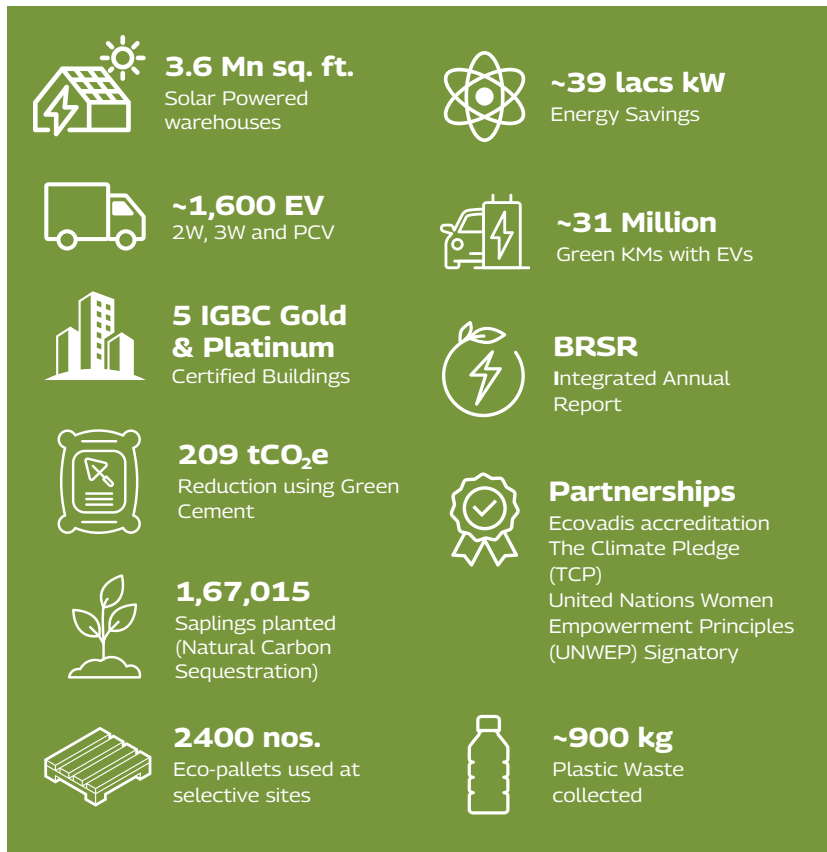 3.6 Mn sq. ft.
Solar Powered
warehouses
~39 lacs kW
Energy Savings
~1,600 EV
2W, 3W and PCV
~31 Million
Green KMs with EVs
5 IGBC Gold
& Platinum
Certified Buildings
BRSR
Integrated Annual
Report
209 tCO₂e
Reduction using Green
Cement
Partnerships
Ecovadis accreditation
The Climate Pledge
(TCP)
United Nations Women
Empowerment Principles
(UNWEP) Signatory
1,67,015
Saplings planted
(Natural Carbon
Sequestration)
2400 nos.
Eco-pallets used at
selective sites
~900 kg
Plastic Waste
collected